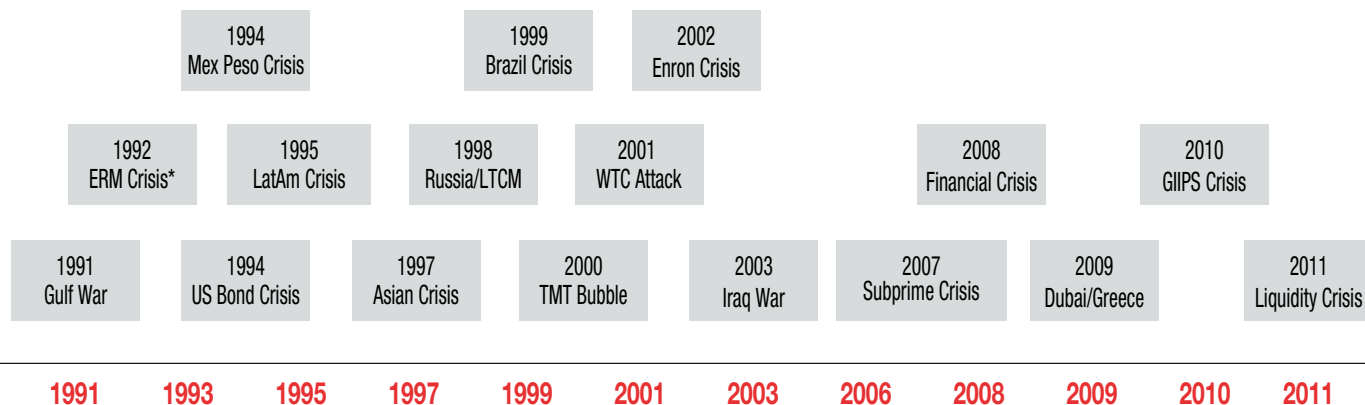 1994
Mex Peso Crisis
1999
Brazil Crisis
2002
Enron Crisis
1992
ERM Crisis*
1995
LatAm Crisis
1998
Russia/LTCM
2001
WTC Attack
2008
Financial Crisis
2010
GIIPS Crisis
1991
Gulf War
1994
US Bond Crisis
1997
Asian Crisis
2000
TMT Bubble
2003
Iraq War
2007
Subprime Crisis
2009
Dubai/Greece
2011
Liquidity Crisis
1991 1993 1995 1997 1999 2001 2003 2006 2008 2009 2010 2011